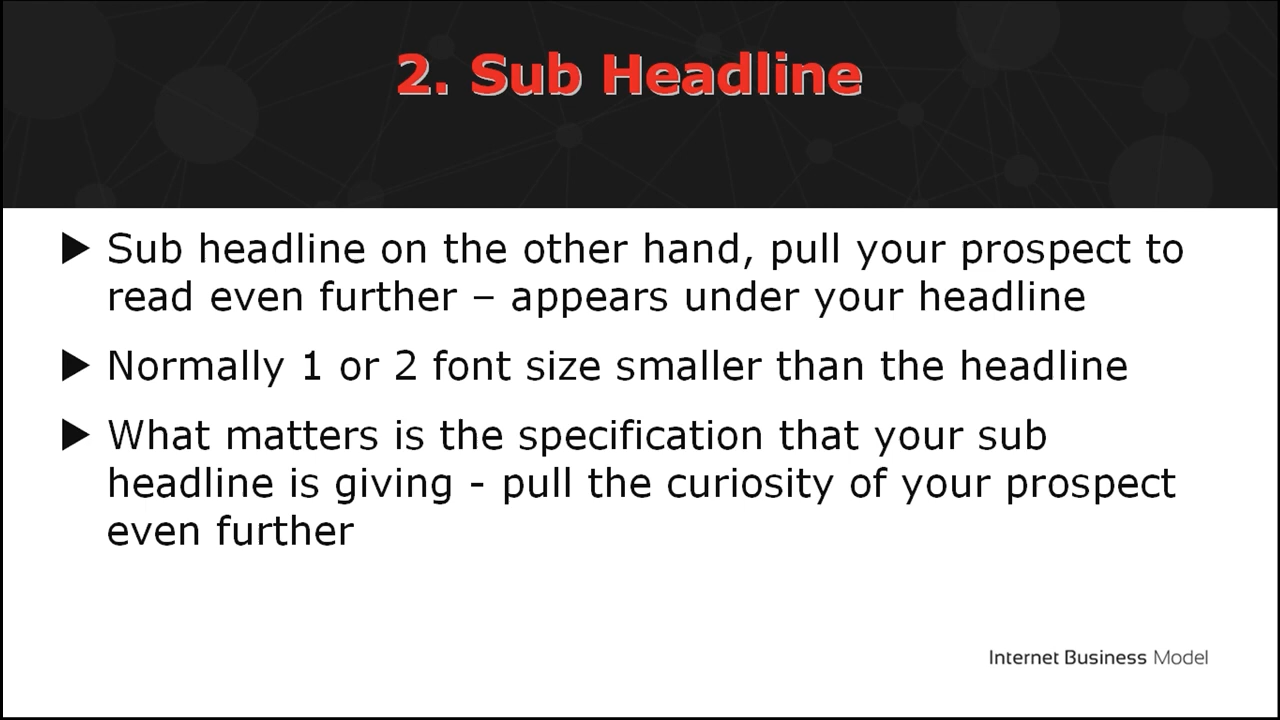 2. Sub Headline
▶ Sub headline on the other hand, pull your prospect to
read even further – appears under your headline
▶ Normally 1 or 2 font size smaller than the headline
▶ What matters is the specification that your sub
headline is giving - pull the curiosity of your prospect
even further
Internet Business Model